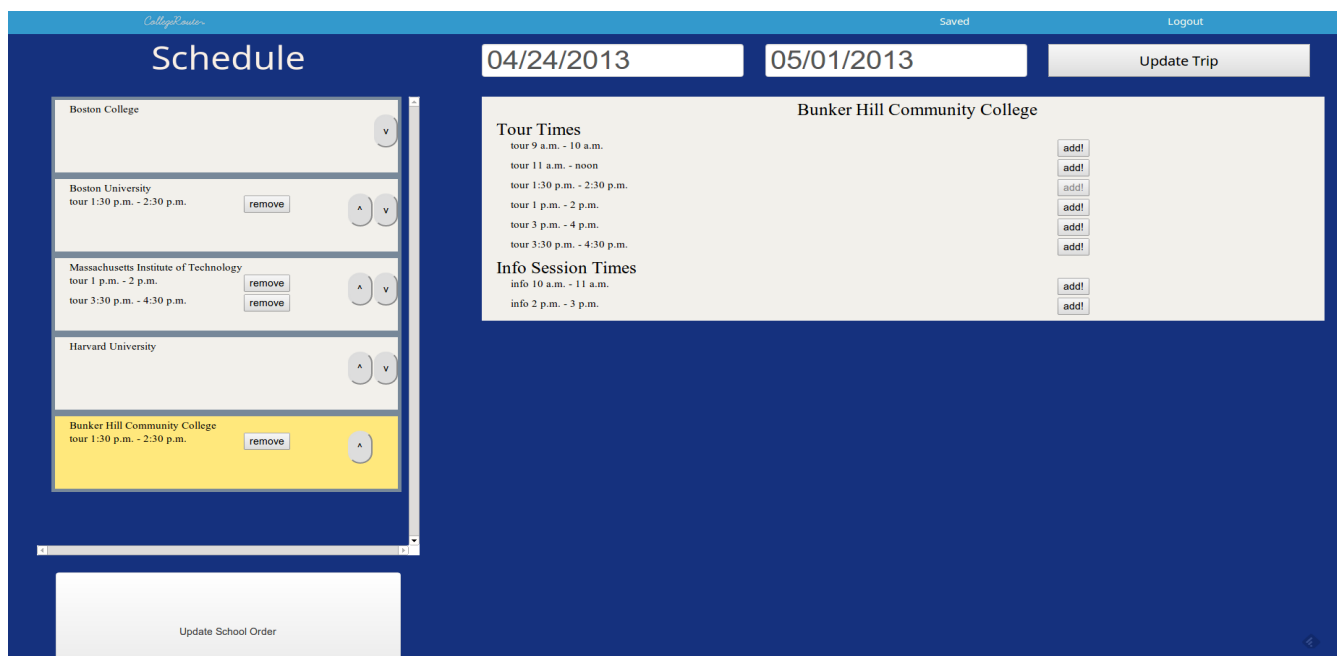 CollegeRouter
Saved
Logout
Schedule
04/24/2013
05/01/2013
Update Trip
Boston College
v
Boston University
tour 1:30 p.m. - 2:30 p.m.
remove
^
v
Massachusetts Institute of Technology
tour 1 p.m. - 2 p.m.
remove
tour 3:30 p.m. - 4:30 p.m.
remove
^
v
Harvard University
^
v
Bunker Hill Community College
tour 1:30 p.m. - 2:30 p.m.
remove
^
Update School Order
Bunker Hill Community College
Tour Times
tour 9 a.m. - 10 a.m.
add!
tour 11 a.m. - noon
add!
tour 1:30 p.m. - 2:30 p.m.
add!
tour 1 p.m. - 2 p.m.
add!
tour 3 p.m. - 4 p.m.
add!
tour 3:30 p.m. - 4:30 p.m.
add!
Info Session Times
info 10 a.m. - 11 a.m.
add!
info 2 p.m. - 3 p.m.
add!